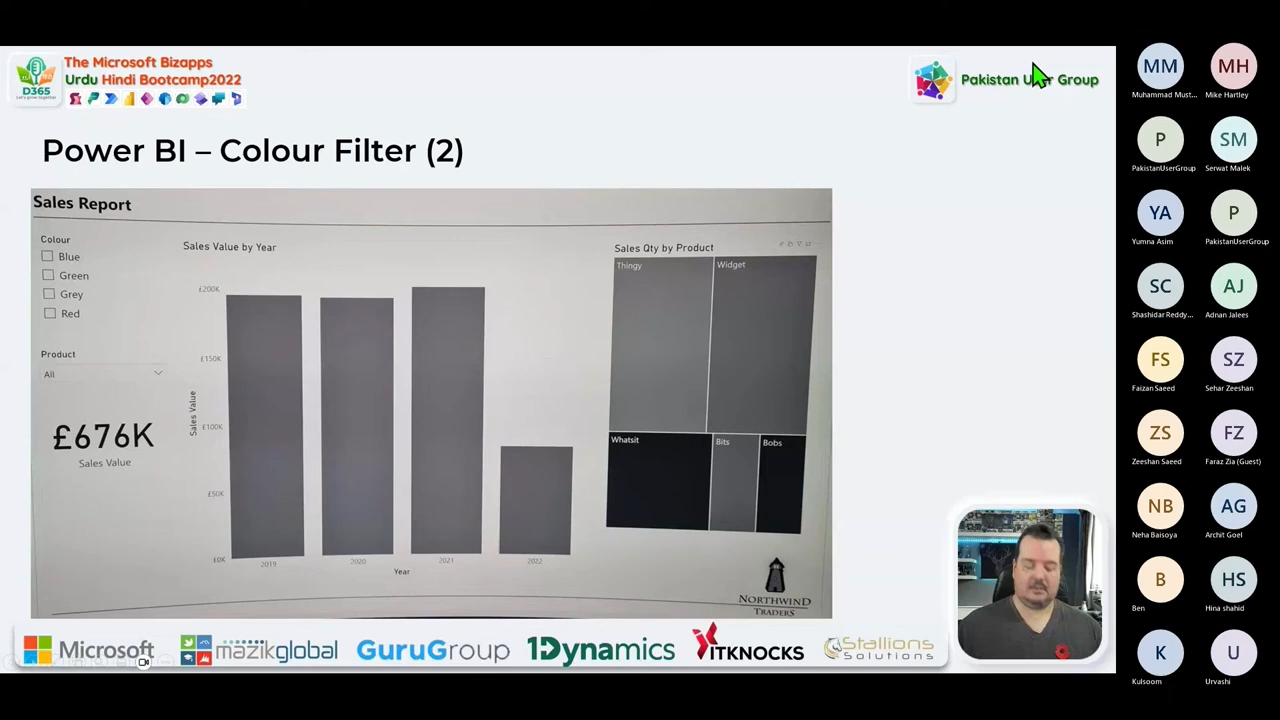 The Microsoft Bizapps
Urdu Hindi Bootcamp2022
D365
Let's grow together
Pakistan User Group
Power BI – Colour Filter (2)
Sales Report
Colour
Blue
Green
Grey
Red
Product
All
£676K
Sales Value
Sales Value by Year
£200K
£150K
£100K
£50K
£0K
Sales Value
2019
2020
2021
2022
Year
Sales Qty by Product
Thingy
Widget
Whatsit
Bits
Bobs
NORTHWIND
TRADERS
Microsoft
mazikglobal
GuruGroup
1Dynamics
YITKNOCKS
Stallions
Solutions
MM
Muhammad Must...
MH
Mike Hartley
P
PakistanUserGroup
SM
Serwat Malek
YA
Yumna Asim
P
PakistanUserGroup
SC
Shashidar Reddy...
AJ
Adnan Jalees
FS
Faizan Saeed
SZ
Sehar Zeeshan
ZS
Zeeshan Saeed
FZ
Faraz Zia (Guest)
NB
Neha Baisoya
AG
Archit Goel
B
Ben
HS
Hina shahid
K
Kulsoom
U
Urvashi